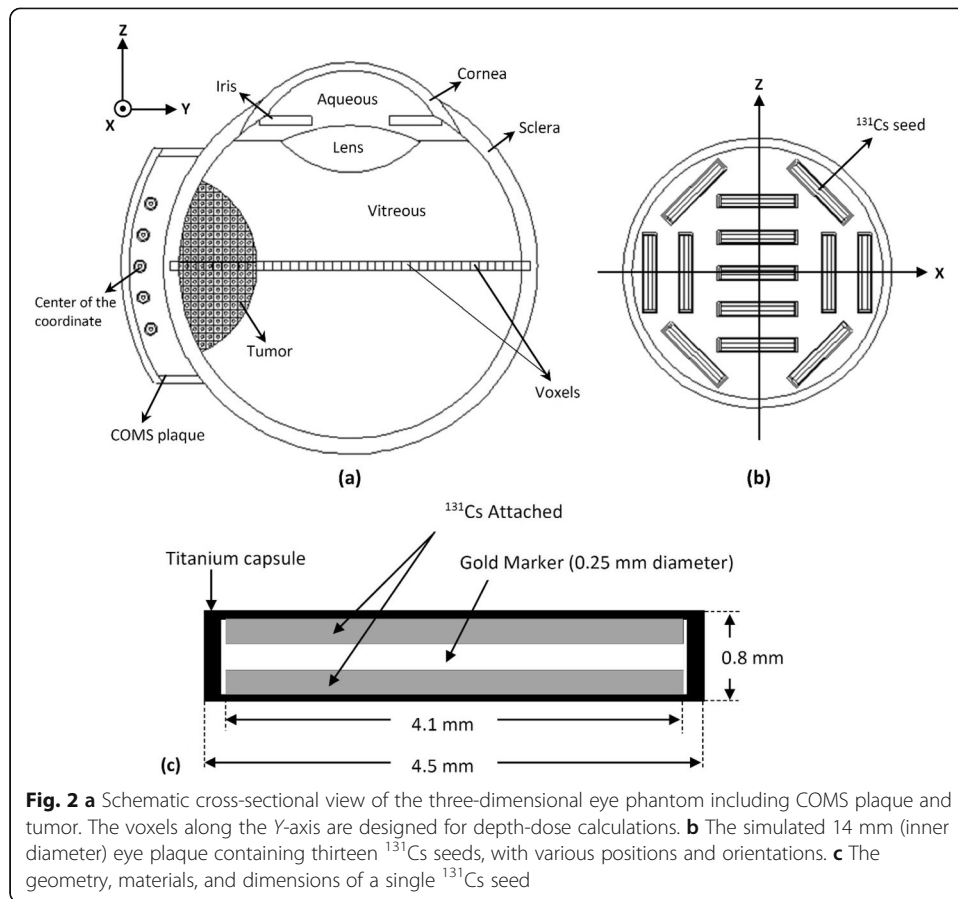 Z
Y
X
Iris
Cornea
Aqueous
Sclera
Lens
Vitreous
Center of the
coordinate
Tumor
Voxels
COMS plaque
(a)
Z
¹³¹Cs seed
X
(b)
¹³¹Cs Attached
Titanium capsule
Gold Marker (0.25 mm diameter)
0.8 mm
4.1 mm
4.5 mm
(c)
Fig. 2 a Schematic cross-sectional view of the three-dimensional eye phantom including COMS plaque and
tumor. The voxels along the Y-axis are designed for depth-dose calculations. b The simulated 14 mm (inner
diameter) eye plaque containing thirteen ¹³¹Cs seeds, with various positions and orientations. c The
geometry, materials, and dimensions of a single ¹³¹Cs seed